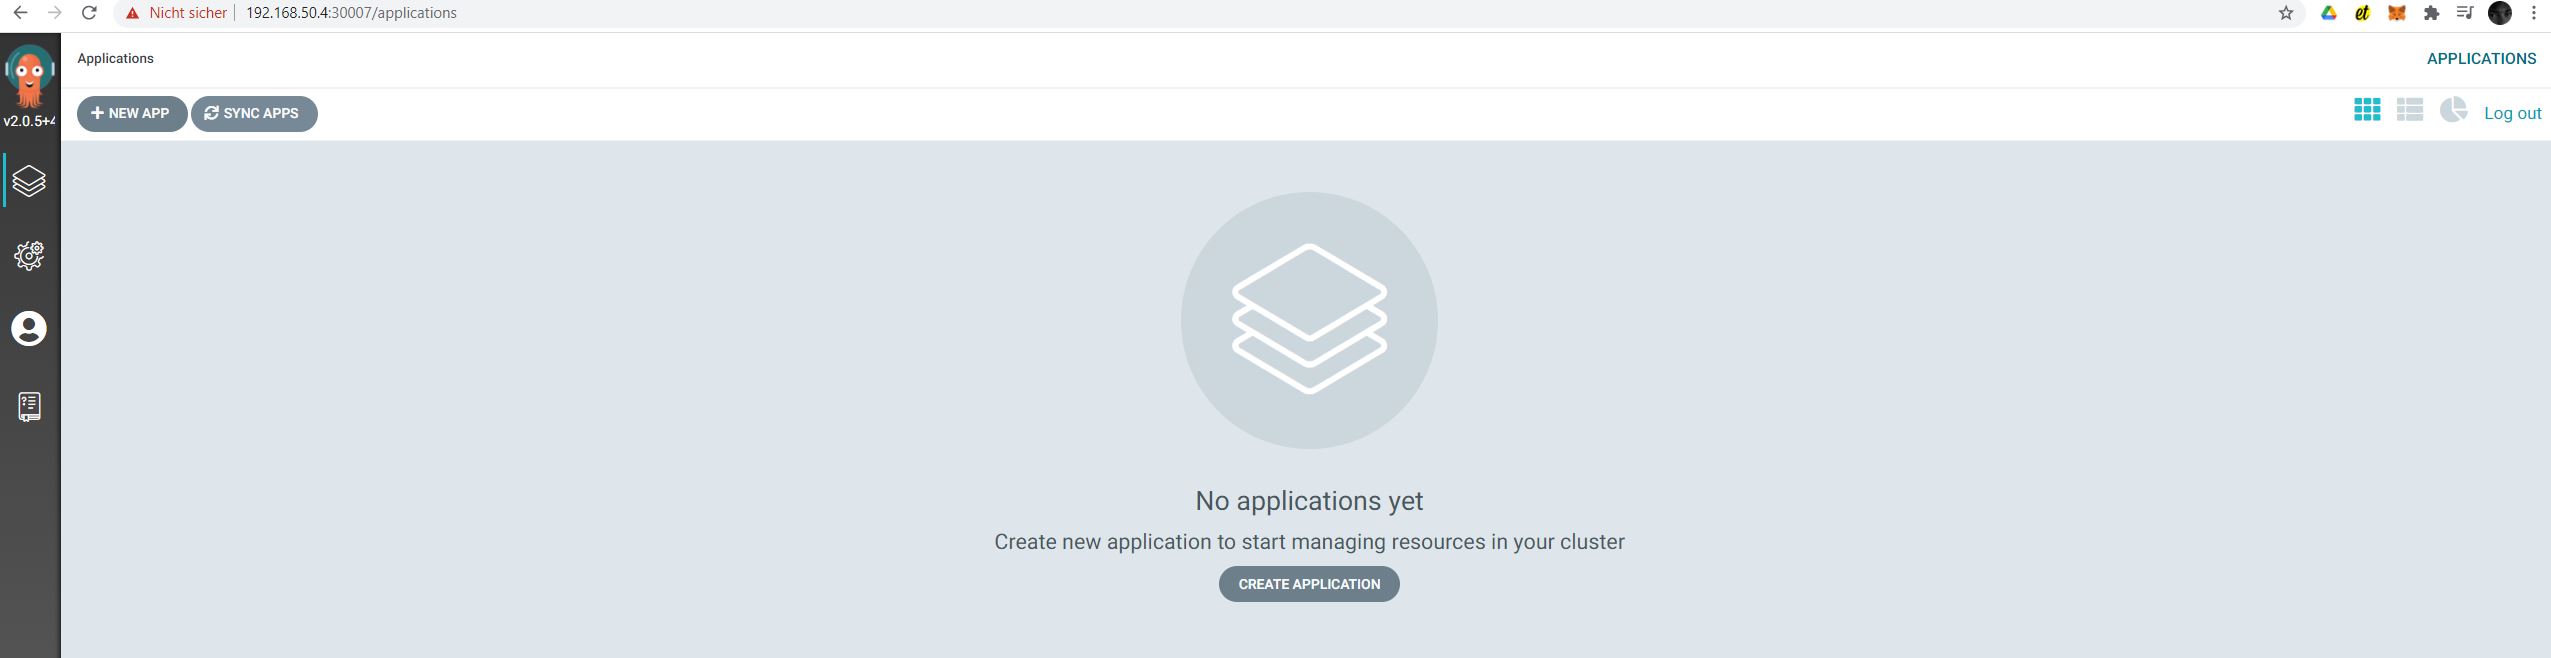 Nicht sicher 192.168.50.4:30007/applications
Applications APPLICATIONS
v2.0.5+4
NEW APP SYNC APPS Log out
No applications yet
Create new application to start managing resources in your cluster
CREATE APPLICATION